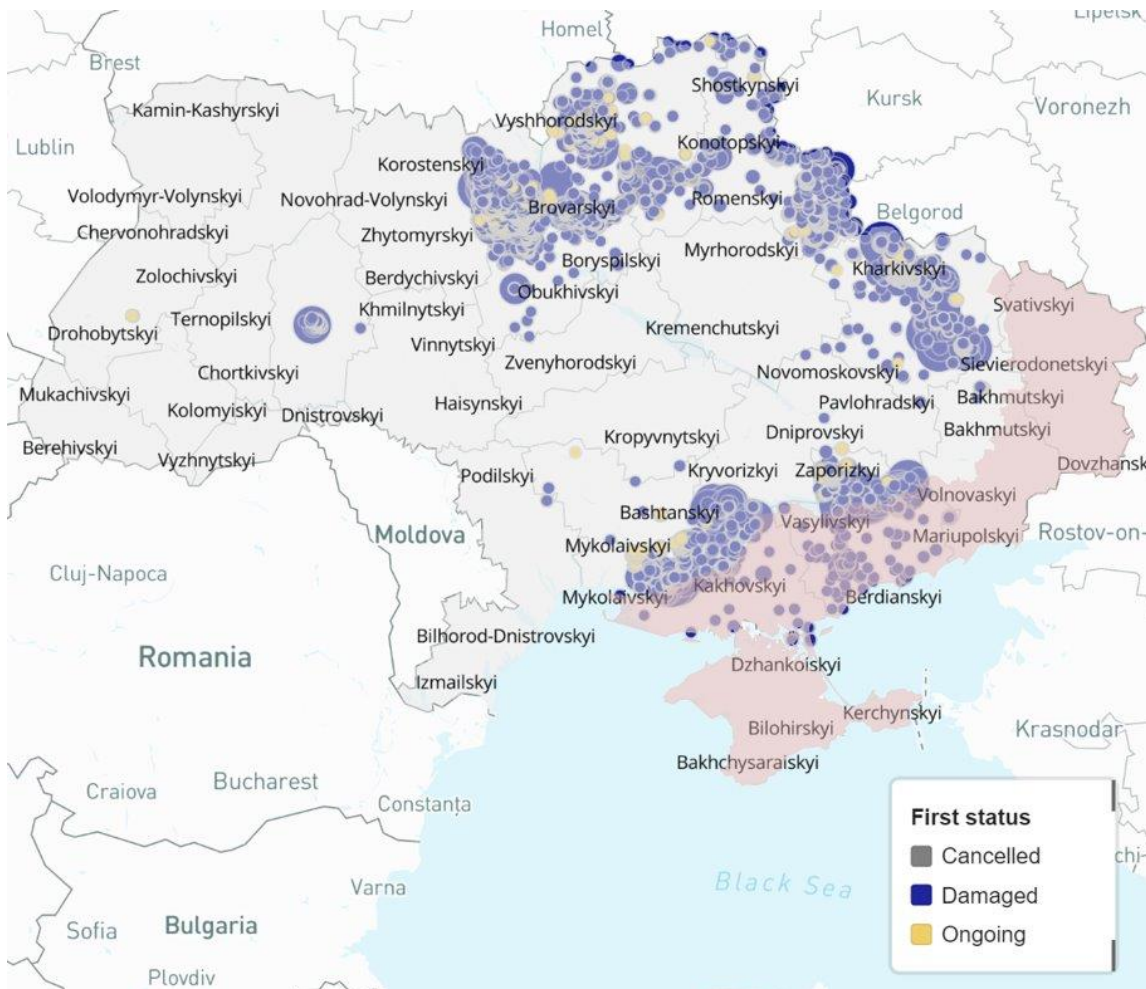 Lipetsk
Homel
Brest
Shostkynskyi
Kursk
Kamin-Kashyrskyi
Voronezh
Vyshhorodskyi
Lublin
Konotopskyi
Korostenskyi
Volodymyr-Volynskyi
Novohrad-Volynskyi
Romenskyi
Brovarskyi
Belgorod
Chervonohradskyi
Zhytomyrskyi
Myrhorodskyi
Boryspilskyi
Kharkivskyi
Zolochivskyi
Berdychivskyi
Obukhivskyi
Svativskyi
Khmilnytskyi
Ternopilskyi
Drohobytskyi
Kremenchutskyi
Vinnytskyi
Zvenyhorodskyi
Sievierodonetskyi
Chortkivskyi
Novomoskovskyi
Mukachivskyi
Bakhmutskyi
Haisynskyi
Pavlohradskyi
Kolomyiskyi
Dnistrovskyi
Bakhmutskyi
Dniprovskyi
Kropyvnytskyi
Berehivskyi
Vyzhnytskyi
Dovzhansk
Podilskyi
Kryvorizkyi
Zaporizkyi
Volnovaskyi
Bashtanskyi
Vasylivskyi
Moldova
Mariupolskyi
Rostov-on-
Mykolaivskyi
Cluj-Napoca
Kakhovskyi
Mykolaivskyi
Berdianskyi
Bilhorod-Dnistrovskyi
Romania
Dzhankoiskyi
Izmailskyi
Kerchynskyi
Bilohirskyi
Krasnodar
Bakhchysaraiskyi
Bucharest
Craiova
Constanța
First status
Cancelled
chi-
Black Sea
Varna
Damaged
Bulgaria
Sofia
Ongoing
Plovdiv